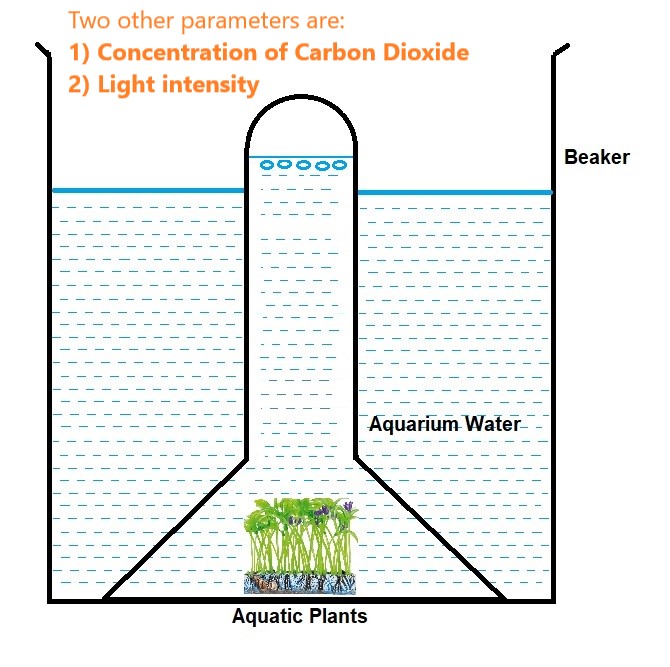 Two other parameters are:
1) Concentration of Carbon Dioxide
2) Light intensity
Beaker
Aquarium Water
Aquatic Plants